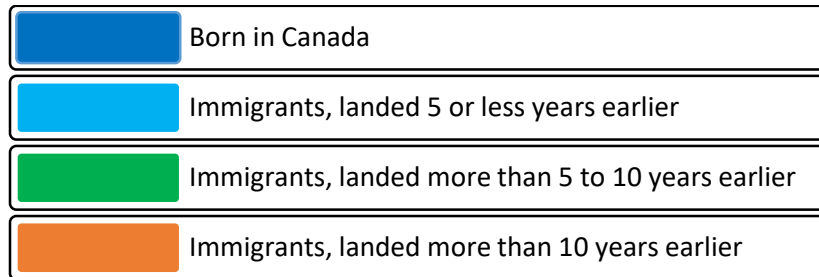 Born in Canada
Immigrants, landed 5 or less years earlier
Immigrants, landed more than 5 to 10 years earlier
Immigrants, landed more than 10 years earlier